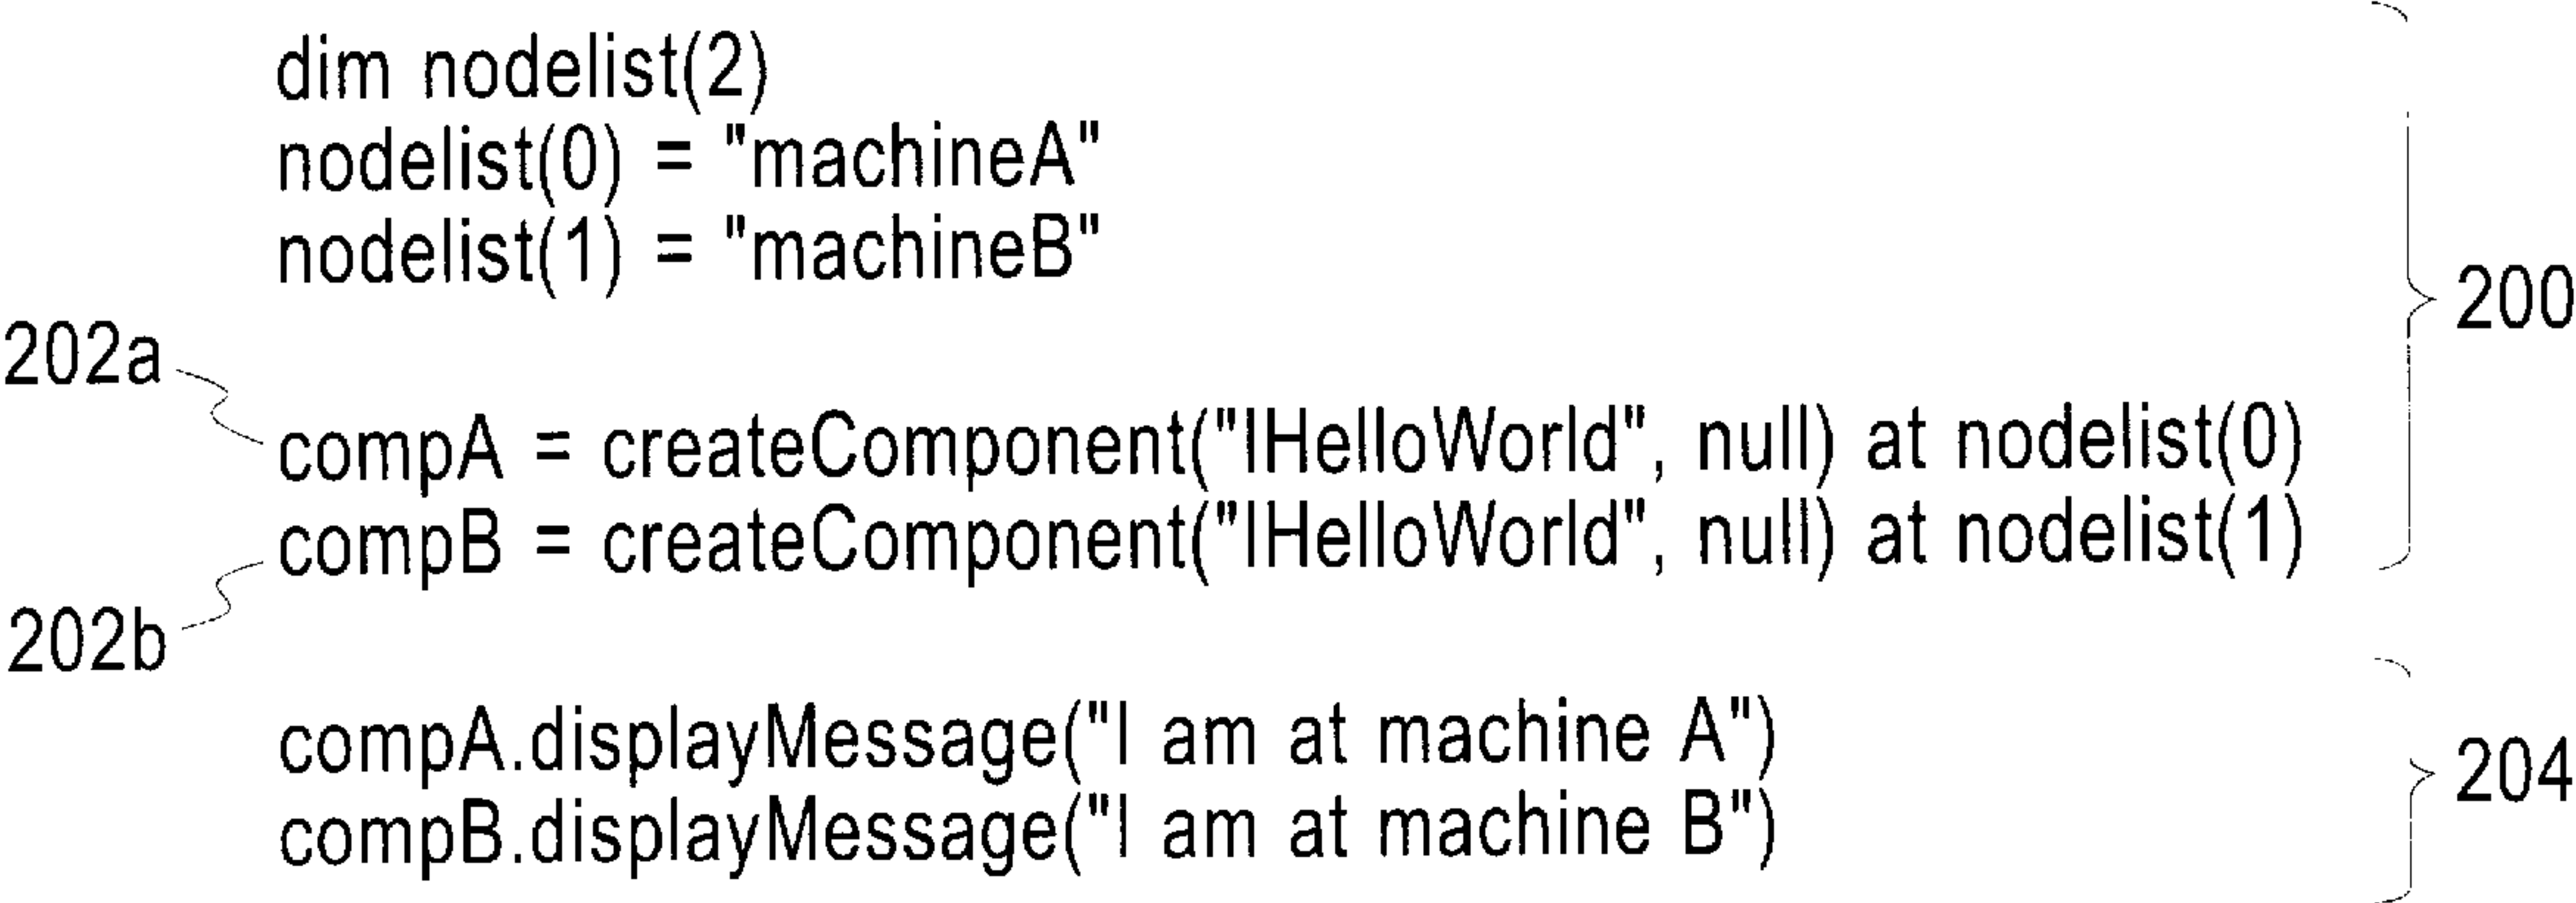 dim nodelist(2)
nodelist(0) = "machineA"
nodelist(1) = "machineB"
200
202a
compA = createComponent("IHelloWorld", null) at nodelist(0)
compB = createComponent("IHelloWorld", null) at nodelist(1)
202b
compA.displayMessage("I am at machine A")
204
compB.displayMessage("I am at machine B")